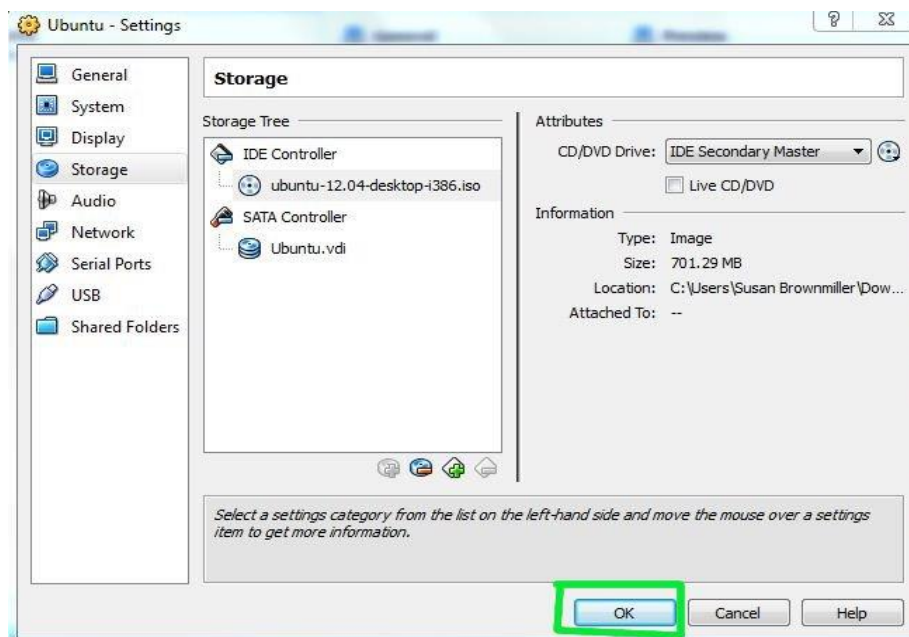 Ubuntu - Settings
General
System
Display
Storage
Audio
Network
Serial Ports
USB
Shared Folders
Storage
Storage Tree
IDE Controller
ubuntu-12.04-desktop-i386.iso
SATA Controller
Ubuntu.vdi
Attributes
CD/DVD Drive: IDE Secondary Master
Live CD/DVD
Information
Type: Image
Size: 701.29 MB
Location: C:\Users\Susan Brownmiller\Dow...
Attached To: --
Select a settings category from the list on the left-hand side and move the mouse over a settings
item to get more information.
OK Cancel Help